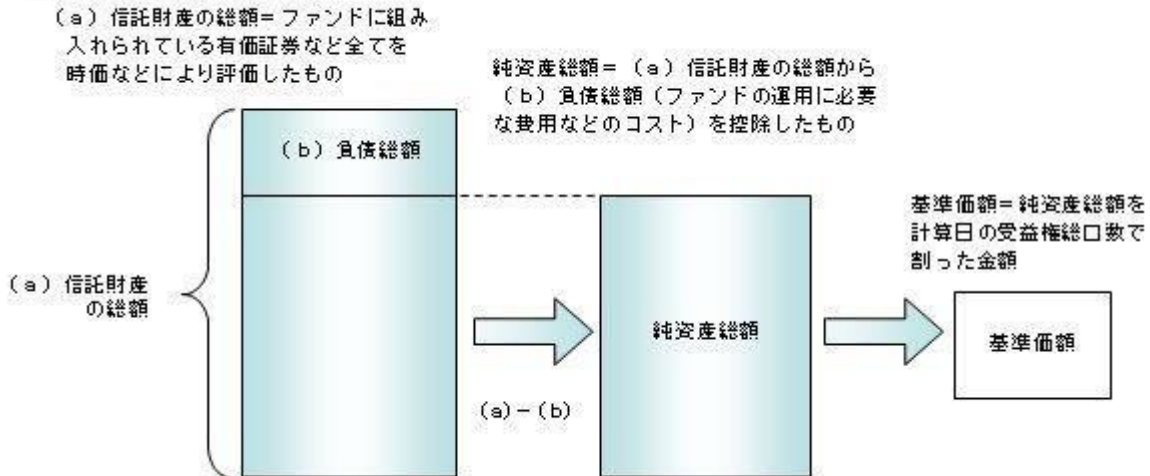 (a)信託財産の総額=ファンドに組み
入れられている有価証券など全てを
時価などにより評価したもの
純資産総額=(a)信託財産の総額から
(b)負債総額(ファンドの運用に必要
な費用などのコスト)を控除したもの
(b)負債総額
基準価額=純資産総額を
計算日の受益権総口数で
割った金額
(a)信託財産
の総額
純資産総額
基準価額
(a)-(b)